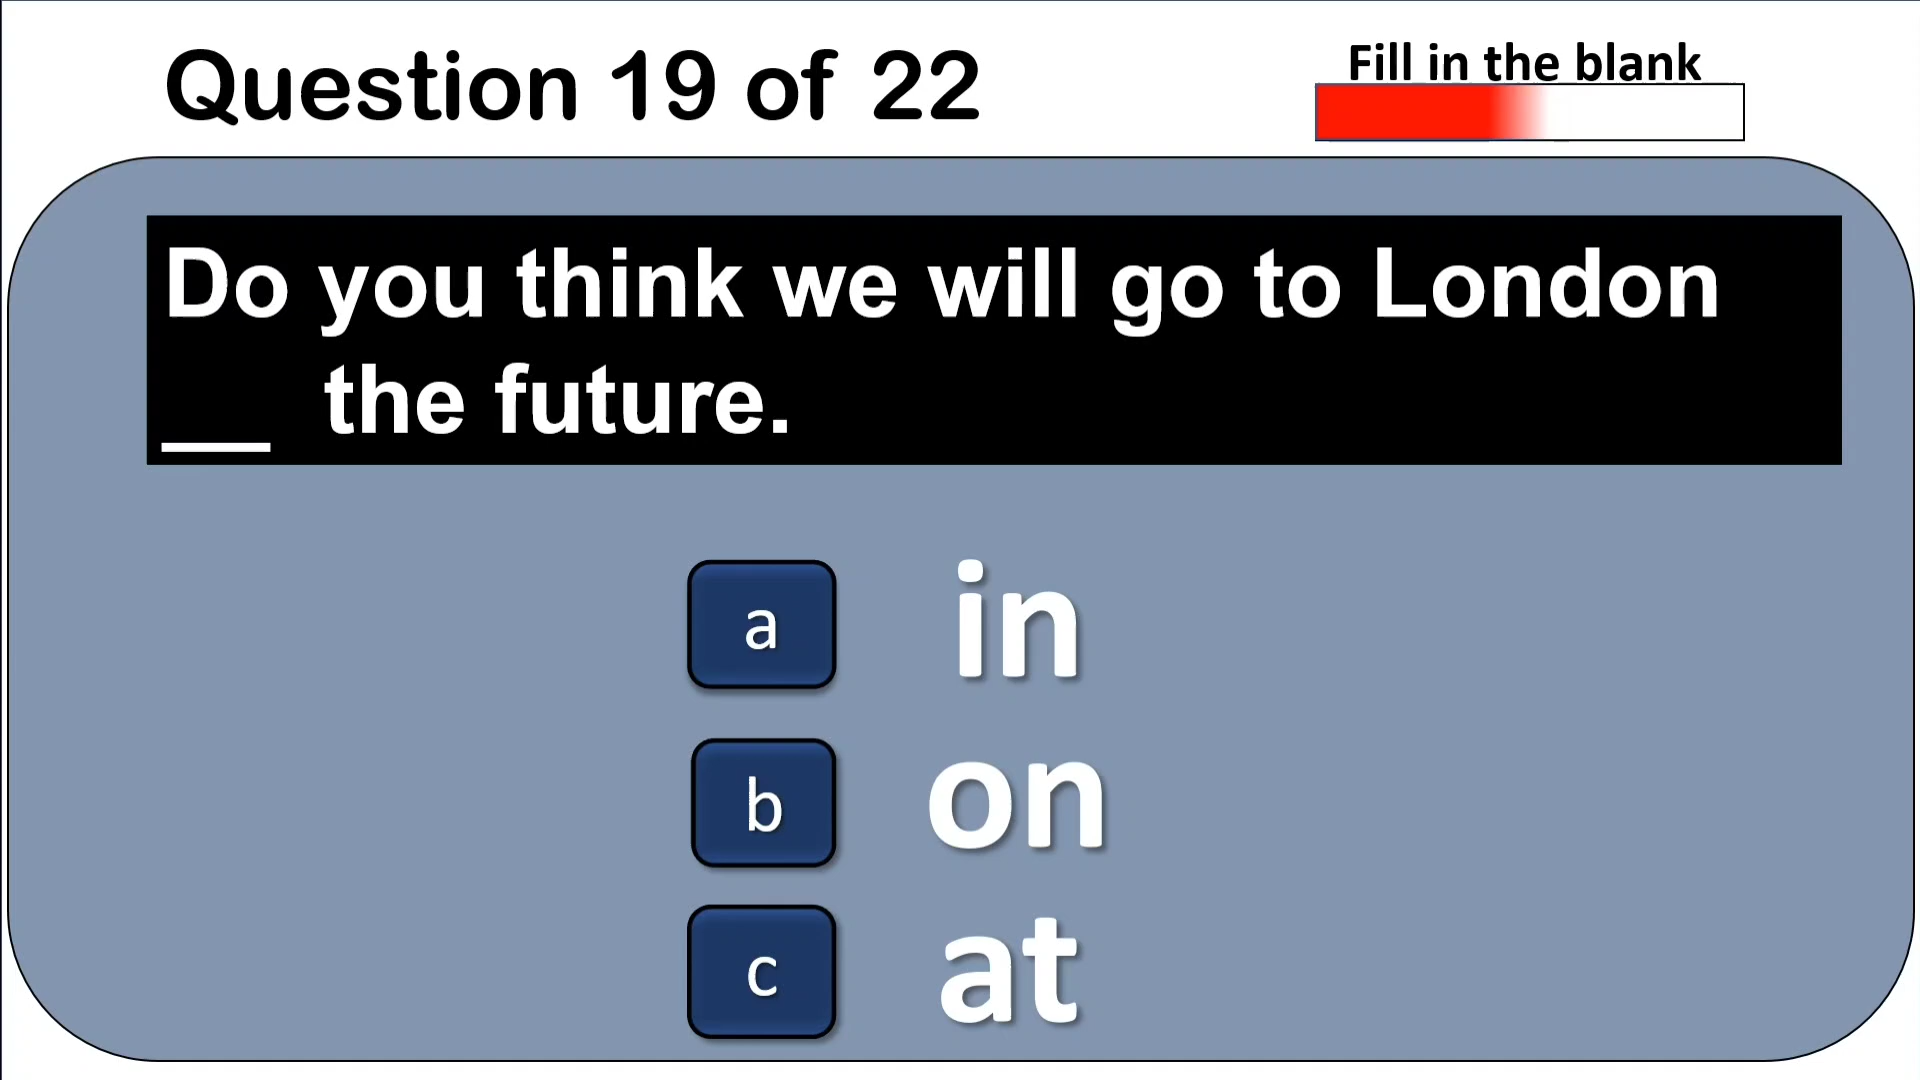 Question 19 of 22
Fill in the blank
Do you think we will go to London
___ the future.
a in
b on
c at